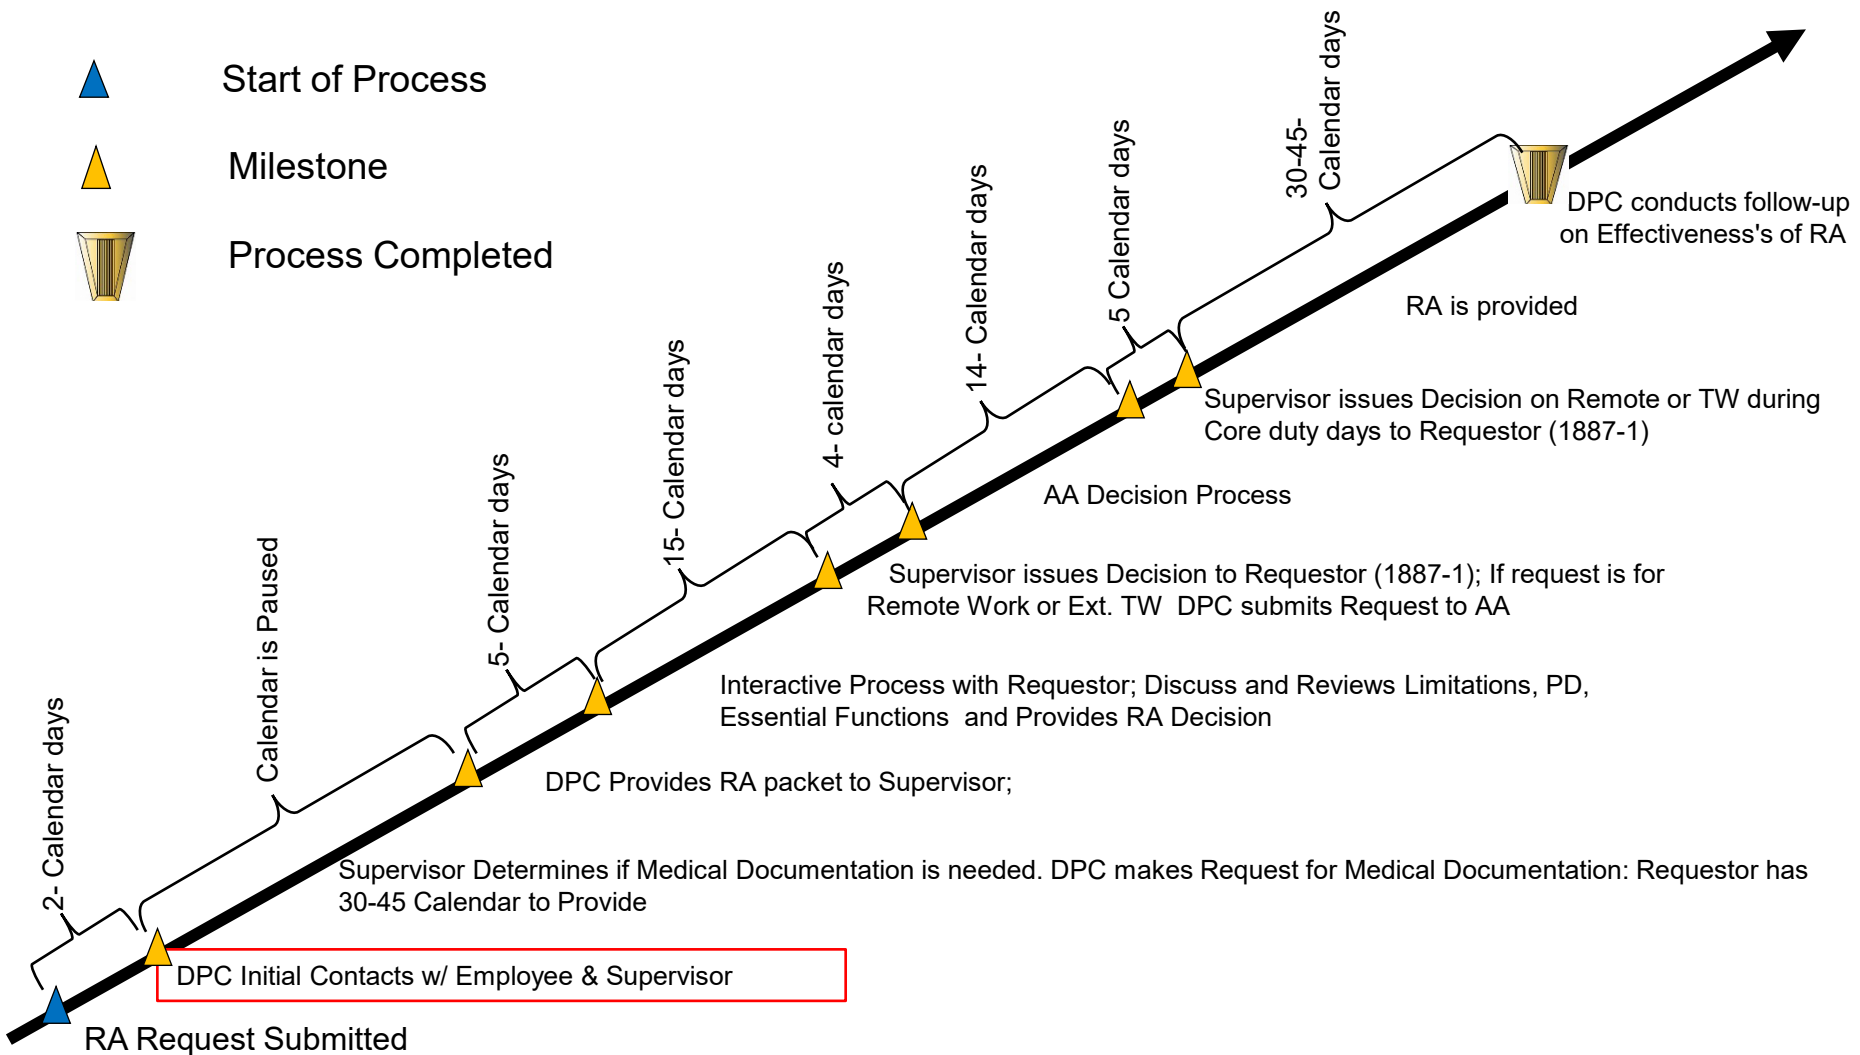 Start of Process
Milestone
Process Completed
2- Calendar days
Calendar is Paused
5- Calendar days
15- Calendar days
4- calendar days
14- Calendar days
5 Calendar days
30-45-
Calendar days
DPC conducts follow-up
on Effectiveness's of RA
RA is provided
Supervisor issues Decision on Remote or TW during
Core duty days to Requestor (1887-1)
AA Decision Process
Supervisor issues Decision to Requestor (1887-1); If request is for
Remote Work or Ext. TW  DPC submits Request to AA
Interactive Process with Requestor; Discuss and Reviews Limitations, PD,
Essential Functions  and Provides RA Decision
DPC Provides RA packet to Supervisor;
Supervisor Determines if Medical Documentation is needed. DPC makes Request for Medical Documentation: Requestor has
30-45 Calendar to Provide
DPC Initial Contacts w/ Employee & Supervisor
RA Request Submitted